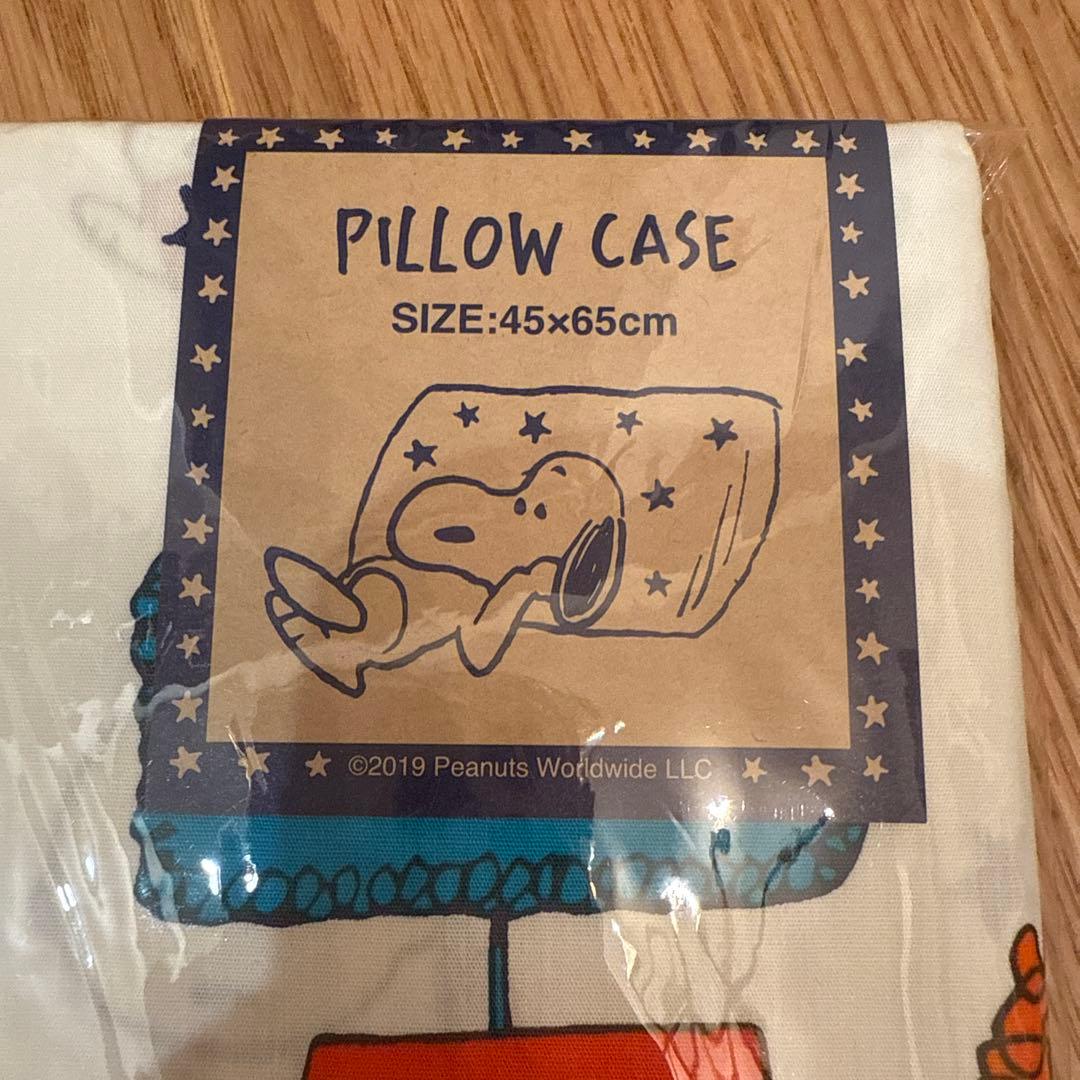 PILLOW CASE
SIZE:45×65cm
©2019 Peanuts Worldwide LLC